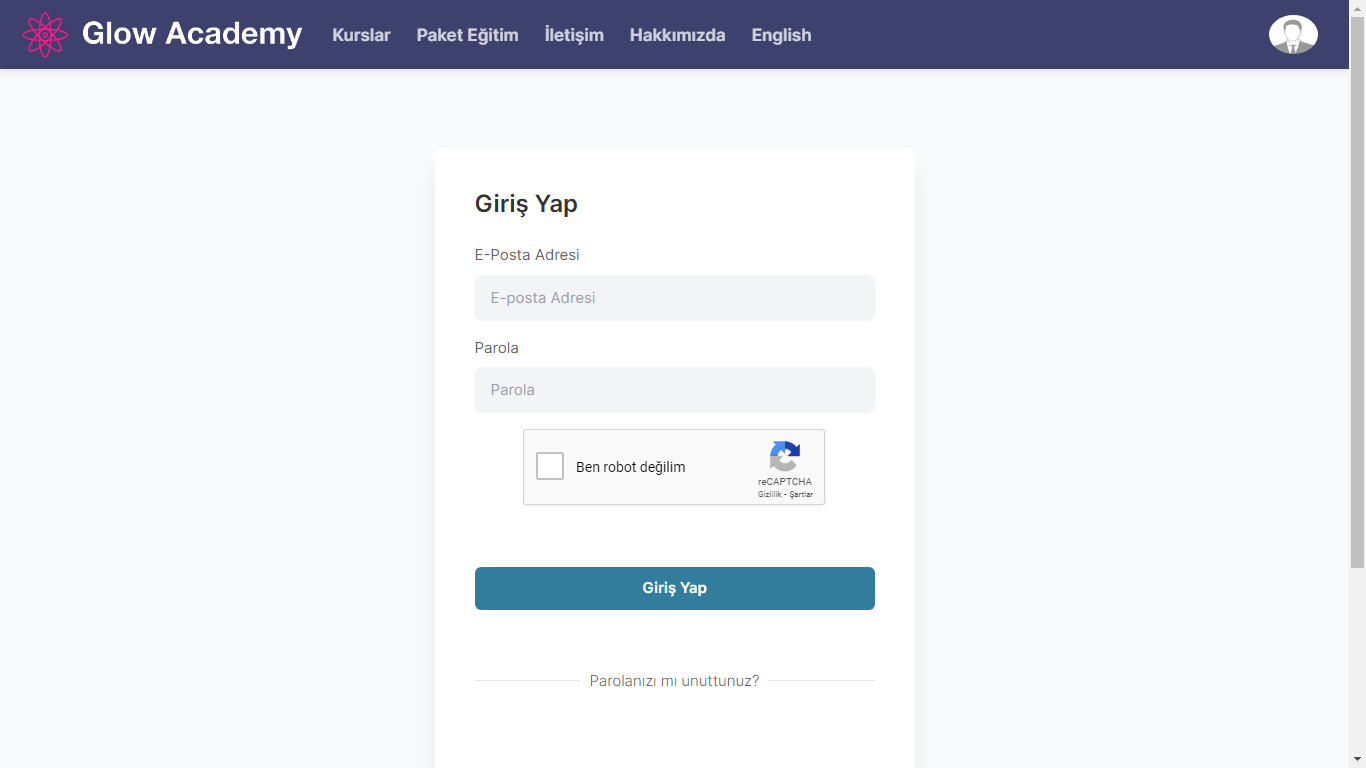 Glow Academy Kurslar Paket Eğitim İletişim Hakkımızda English
Giriş Yap
E-Posta Adresi
E-posta Adresi
Parola
Parola
Ben robot değilim
reCAPTCHA
Gizlilik - Şartlar
Giriş Yap
Parolanızı mı unuttunuz?